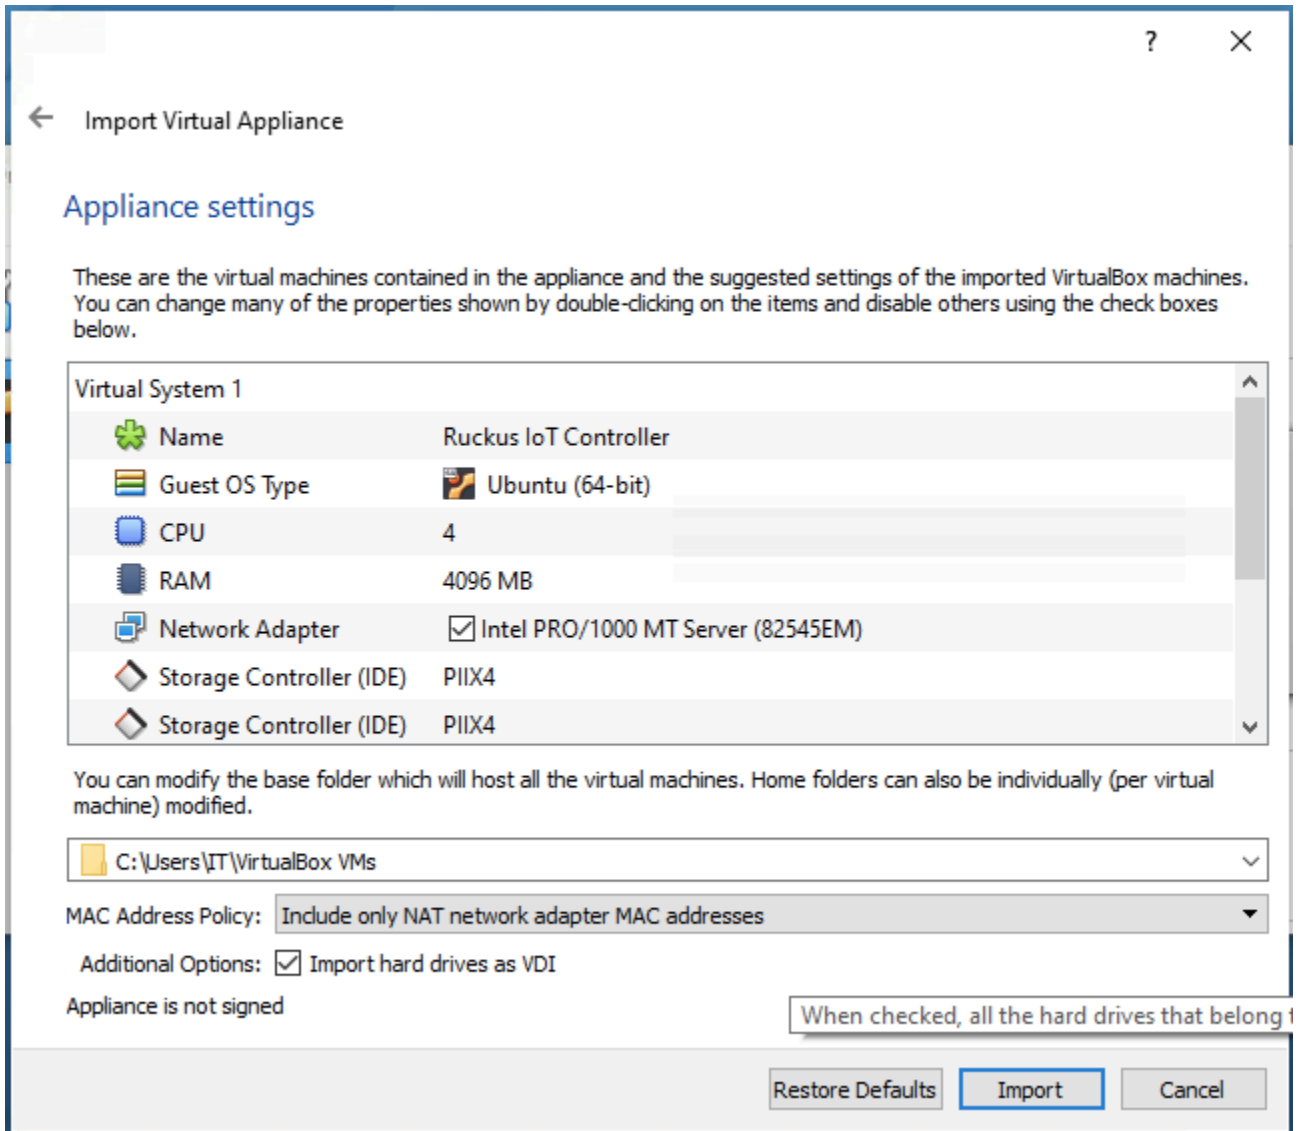 ?
Import Virtual Appliance
Appliance settings
These are the virtual machines contained in the appliance and the suggested settings of the imported VirtualBox machines.
You can change many of the properties shown by double-clicking on the items and disable others using the check boxes
below.
Virtual System 1
Name Ruckus IoT Controller
Guest OS Type Ubuntu (64-bit)
CPU 4
RAM 4096 MB
Network Adapter Intel PRO/1000 MT Server (82545EM)
Storage Controller (IDE) PIIX4
Storage Controller (IDE) PIIX4
You can modify the base folder which will host all the virtual machines. Home folders can also be individually (per virtual
machine) modified.
C:\Users\IT\VirtualBox VMs
MAC Address Policy: Include only NAT network adapter MAC addresses
Additional Options: Import hard drives as VDI
Appliance is not signed
When checked, all the hard drives that belong
Restore Defaults Import Cancel